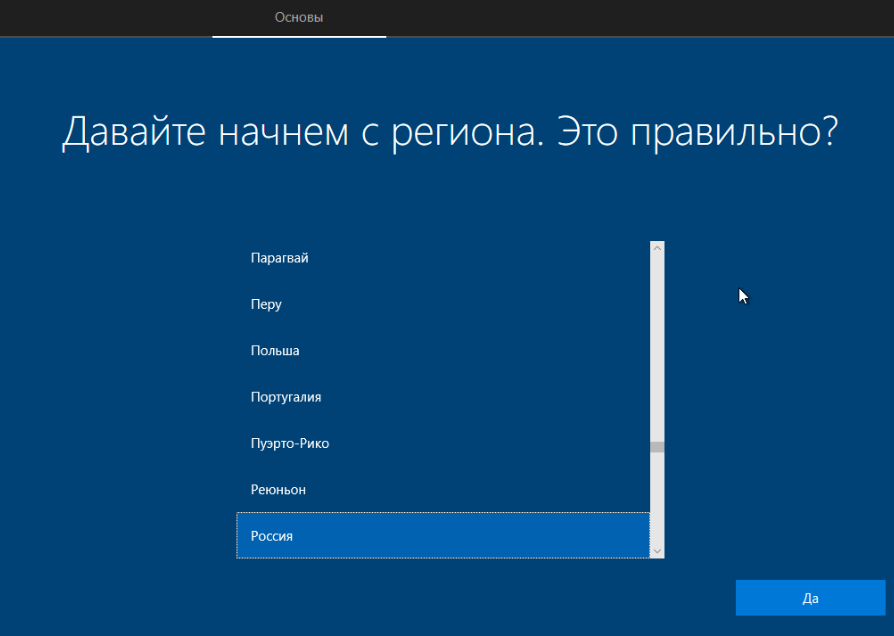 Основы
Давайте начнем с региона. Это правильно?
Парагвай
Перу
Польша
Португалия
Пуэрто-Рико
Реюньон
Россия
Да